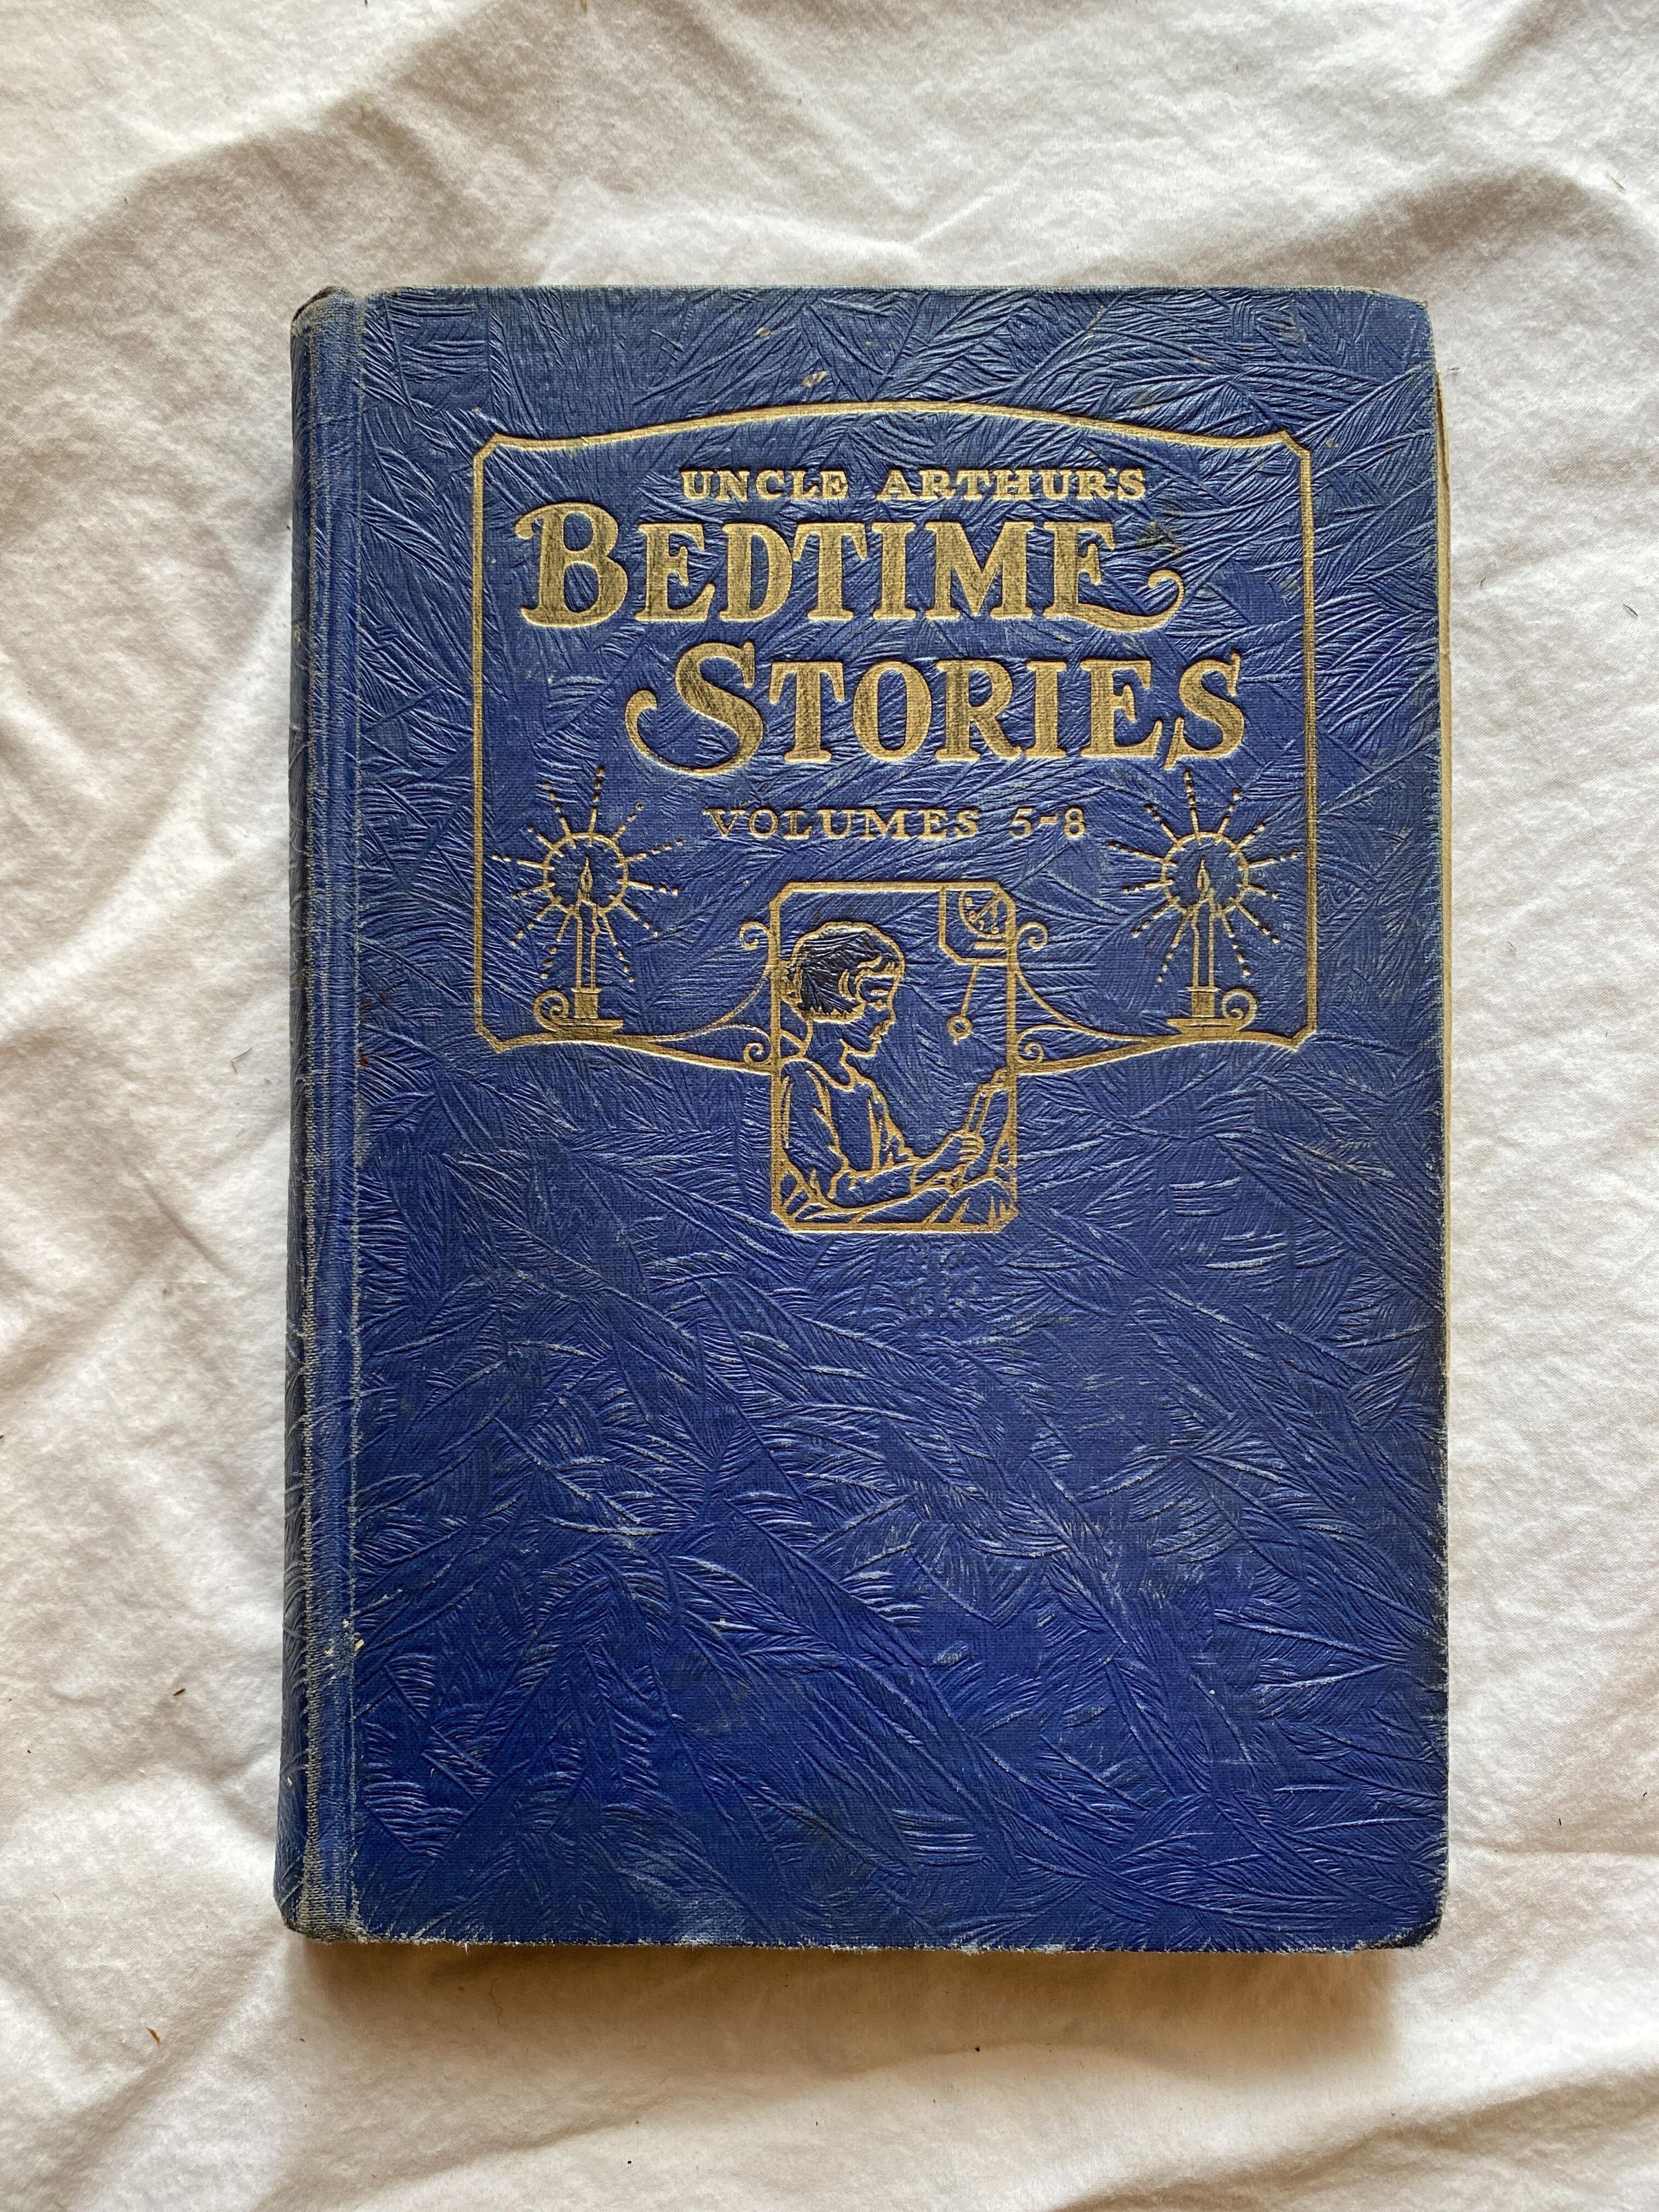 UNCLE ARTHUR'S
BEDTIME
STORIES
VOLUMES 5-8